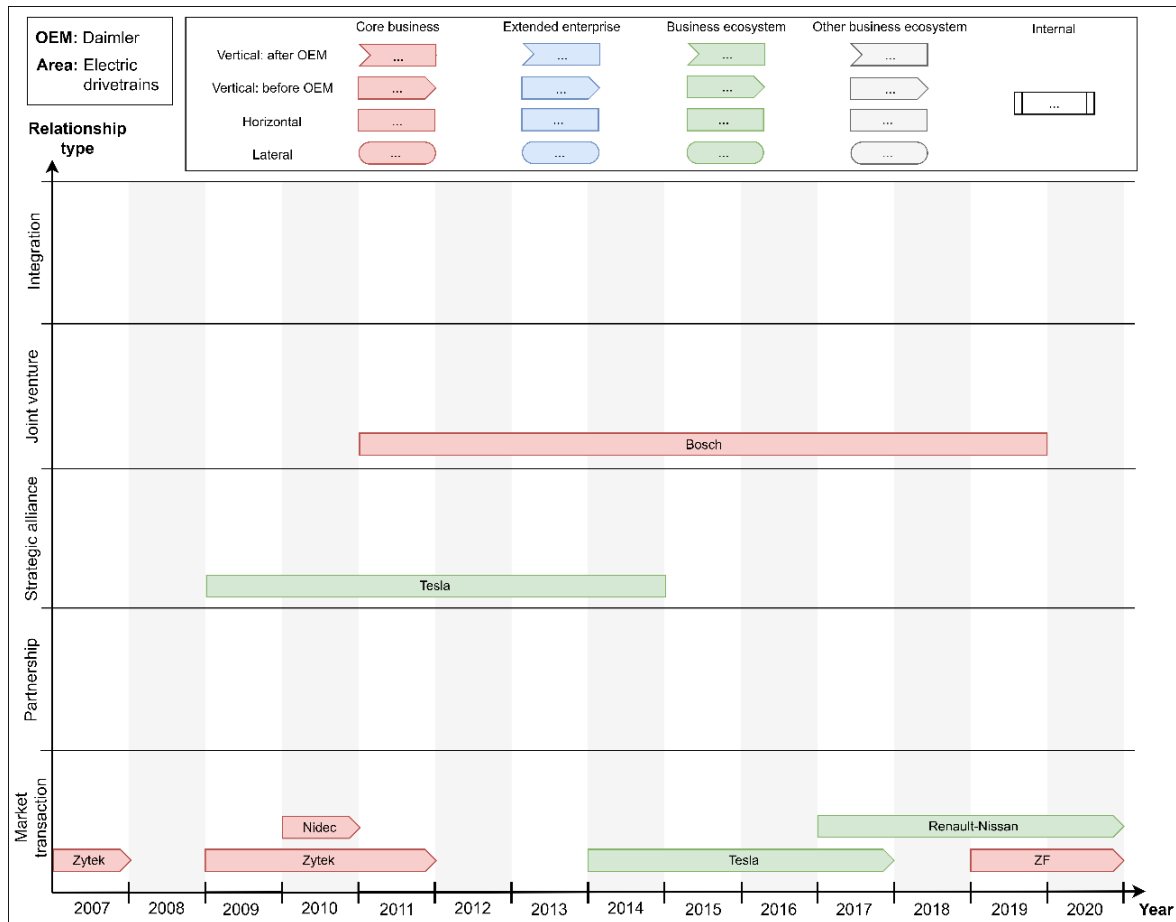 OEM: Daimler
Area: Electric
drivetrains
Core business
Extended enterprise
Business ecosystem
Other business ecosystem
Internal
Vertical: after OEM
...
...
...
...
Vertical: before OEM
...
...
...
...
...
Horizontal
...
...
...
...
Lateral
...
...
...
...
Relationship
type
Integration
Joint venture
Bosch
Strategic alliance
Tesla
Partnership
Market
transaction
Nidec
Renault-Nissan
Zytek
Zytek
Tesla
ZF
2007
2008
2009
2010
2011
2012
2013
2014
2015
2016
2017
2018
2019
2020
Year